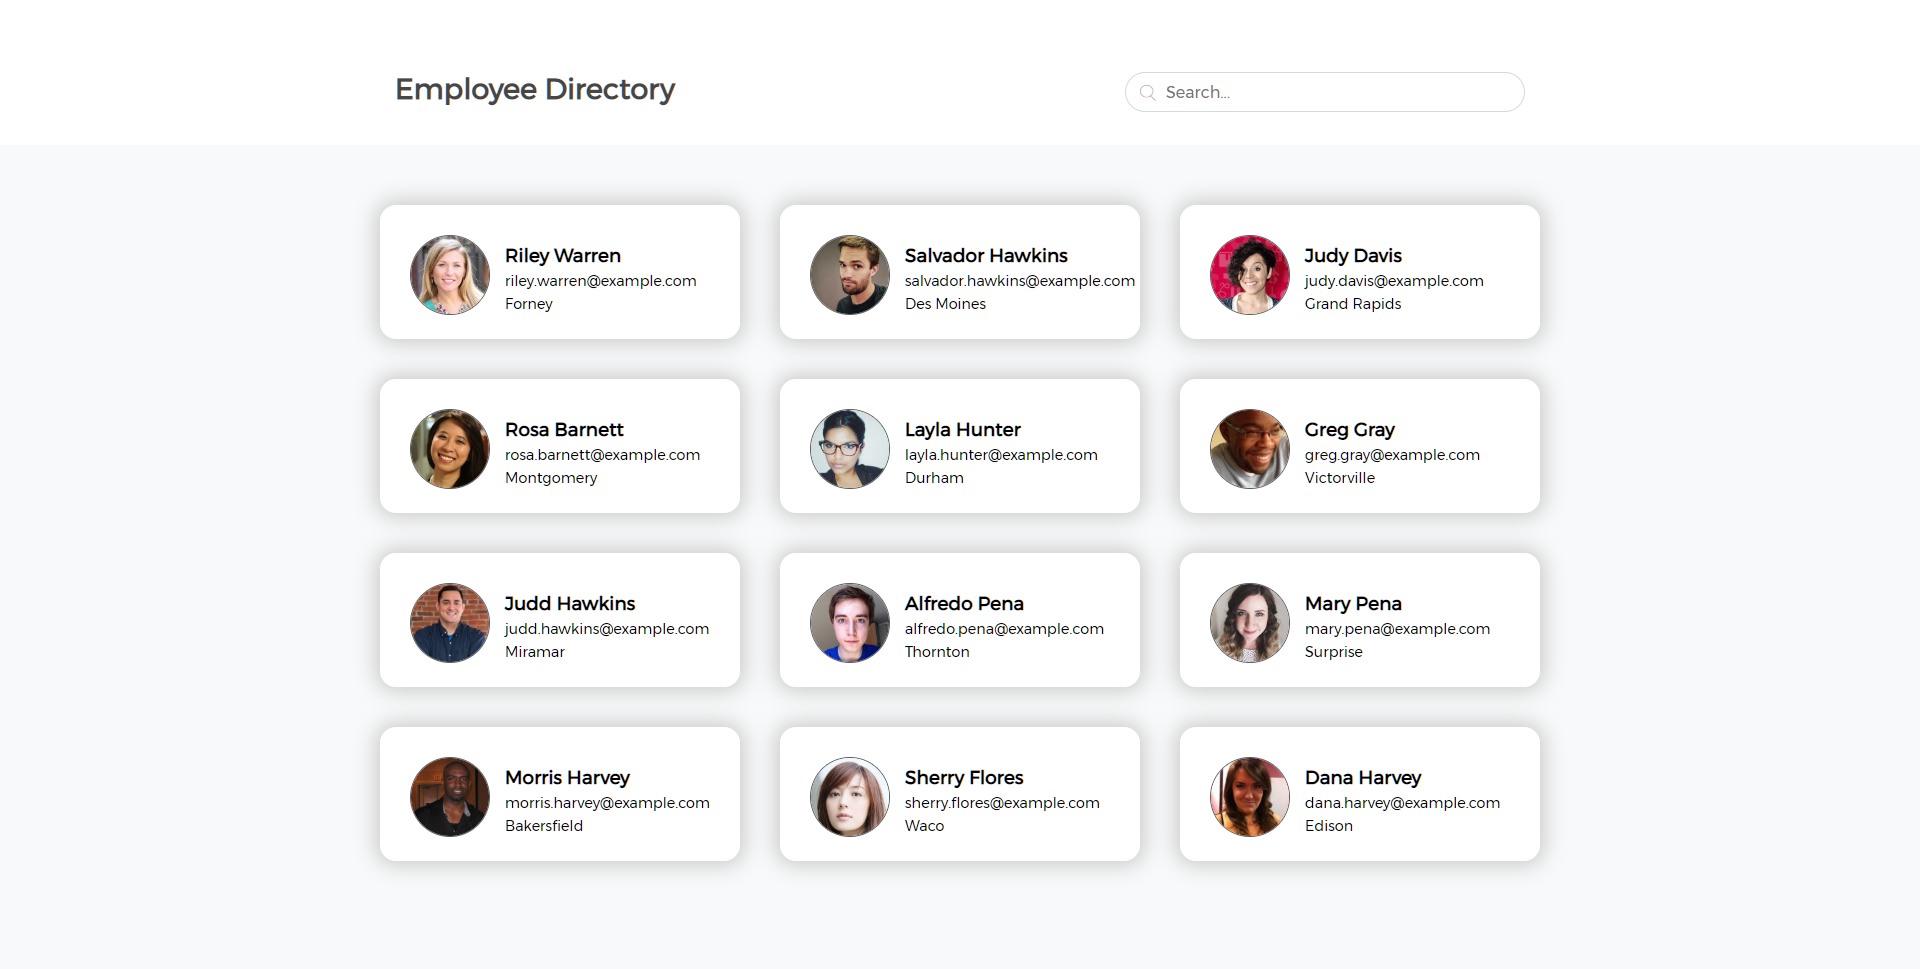 Employee Directory
Search...
Riley Warren
riley.warren@example.com
Forney
Salvador Hawkins
salvador.hawkins@example.com
Des Moines
Judy Davis
judy.davis@example.com
Grand Rapids
Rosa Barnett
rosa.barnett@example.com
Montgomery
Layla Hunter
layla.hunter@example.com
Durham
Greg Gray
greg.gray@example.com
Victorville
Judd Hawkins
judd.hawkins@example.com
Miramar
Alfredo Pena
alfredo.pena@example.com
Thornton
Mary Pena
mary.pena@example.com
Surprise
Morris Harvey
morris.harvey@example.com
Bakersfield
Sherry Flores
sherry.flores@example.com
Waco
Dana Harvey
dana.harvey@example.com
Edison